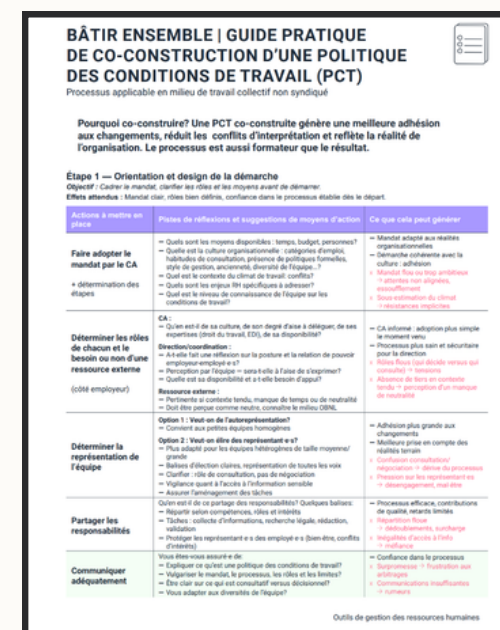 BÂTIR ENSEMBLE | GUIDE PRATIQUE
DE CO-CONSTRUCTION D'UNE POLITIQUE
DES CONDITIONS DE TRAVAIL (PCT)
Processus applicable en milieu de travail collectif non syndiqué
Pourquoi co-construire? Une PCT co-construite génère une meilleure adhésion
aux changements, réduit les conflits d'interprétation et reflète la réalité de
l'organisation. Le processus est aussi formateur que le résultat.
Étape 1 — Orientation et design de la démarche
Objectif : Cadrer le mandat, clarifier les rôles et les moyens avant de démarrer.
Effets attendus : Mandat clair, rôles bien définis, confiance dans le processus établie dès le départ.
Actions à mettre en
place
Pistes de réflexions et suggestions de moyens d'action
Ce que cela peut générer
Faire adopter le
mandat par le CA
+ détermination des
étapes
— Quels sont les moyens disponibles : temps, budget, personnes?
— Quelle est la culture organisationnelle : catégories d'emploi,
habitudes de consultation, présence de politiques formelles,
style de gestion, ancienneté, diversité de l'équipe...?
— Quel est le contexte du climat de travail: conflits?
— Quels sont les enjeux RH spécifiques à adresser?
— Quel est le niveau de connaissance de l'équipe sur les
conditions de travail?
— Mandat adapté aux réalités
organisationnelles
— Démarche cohérente avec la
culture : adhésion
x Mandat flou ou trop ambitieux
→ attentes non alignées,
essoufflement
x Sous-estimation du climat
→ résistances implicites
Déterminer les rôles
de chacun et le
besoin ou non d'une
ressource externe
(côté employeur)
CA :
— Qu'en est-il de sa culture, de son degré d'aise à déléguer, de ses
expertises (droit du travail, EDI), de sa disponibilité?
Direction/coordination :
— A-t-elle fait une réflexion sur la posture et la relation de pouvoir
employeur-employé·e·s?
— Perception par l'équipe — sera-t-elle à l'aise de s'exprimer?
— Quelle est sa disponibilité et a-t-elle besoin d'appui?
Ressource externe :
— Pertinente si contexte tendu, manque de temps ou de neutralité
— Doit être perçue comme neutre, connaître le milieu OBNL
— CA informé : adoption plus simple
le moment venu
— Processus plus sain et sécuritaire
pour la direction
x Rôles flous (qui décide versus qui
consulte) → tensions
x Absence de tiers en contexte
tendu → perception d'un manque
de neutralité
Déterminer la
représentation de
l'équipe
Option 1 : Veut-on de l'autoreprésentation?
— Convient aux petites équipes homogènes
Option 2 : Veut-on élire des représentant·e·s?
— Plus adapté pour les équipes hétérogènes de taille moyenne/
grande
— Balises d'élection claires, représentation de toutes les voix
— Clarifier : rôle de consultation, pas de négociation
— Vigilance quant à l'accès à l'information sensible
— Assurer l'aménagement des tâches
— Adhésion plus grande aux
changements
— Meilleure prise en compte des
réalités terrain
x Confusion consultation/
négociation → dérive du processus
x Pression sur les représentant·es
→ désengagement, mal-être
Partager les
responsabilités
Qu'en est-il de ce partage des responsabilités? Quelques balises:
— Répartir selon compétences, rôles et intérêts
— Tâches : collecte d'informations, recherche légale, rédaction,
validation
— Protéger les représentant·e·s des employé·e·s (bien-être, conflits
d'intérêts)
— Processus efficace, contributions
de qualité, retards limités
x Répartition floue
→ dédoublements, surcharge
x Inégalités d'accès à l'info
→ méfiance
Communiquer
adéquatement
Vous êtes-vous assuré·e de:
— Expliquer ce qu'est une politique des conditions de travail?
— Vulgariser le mandat, le processus, les rôles et les limites?
— Être clair sur ce qui est consultatif versus décisionnel?
— Vous adapter aux diversités de l'équipe?
— Confiance dans le processus
x Surpromesse → frustration aux
arbitrages
x Communications insuffisantes
→ rumeurs
Outils de gestion des ressources humaines